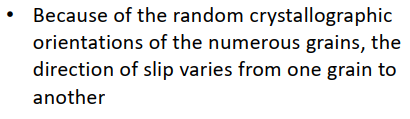 • Because of the random crystallographic
orientations of the numerous grains, the
direction of slip varies from one grain to
another